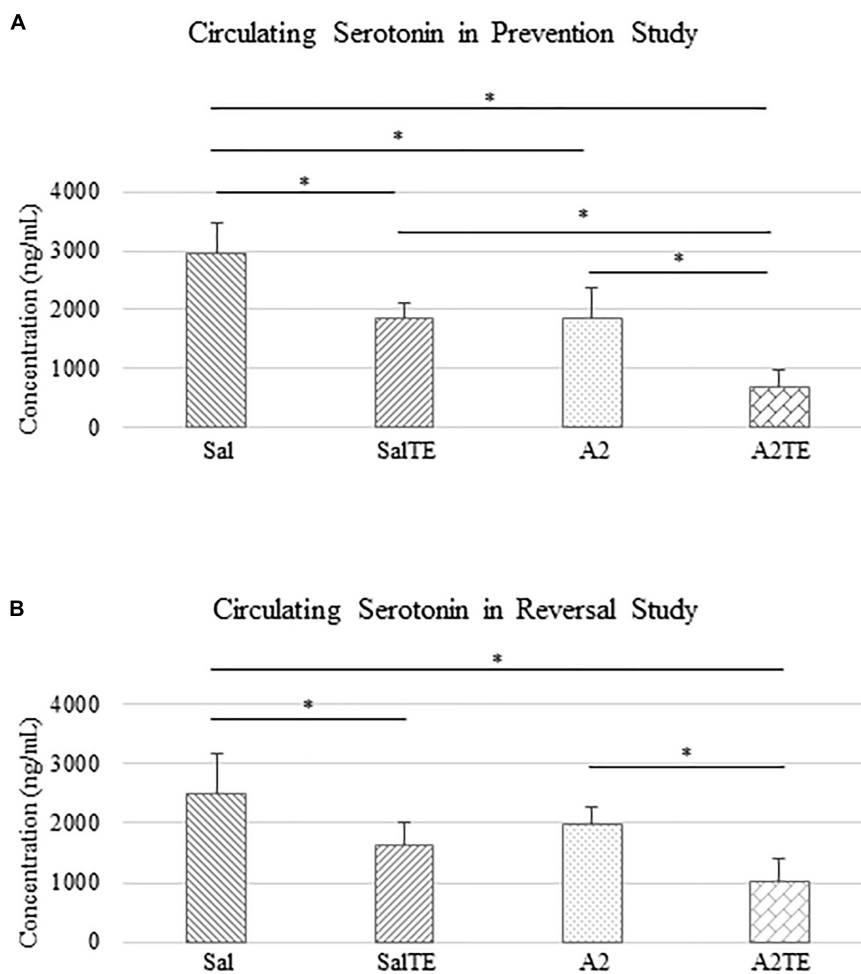 A
Circulating Serotonin in Prevention Study
*
*
*
*
*
Concentration (ng/mL)
4000
3000
2000
1000
0
Sal SalTE A2 A2TE
B
Circulating Serotonin in Reversal Study
*
*
*
Concentration (ng/mL)
4000
3000
2000
1000
0
Sal SalTE A2 A2TE